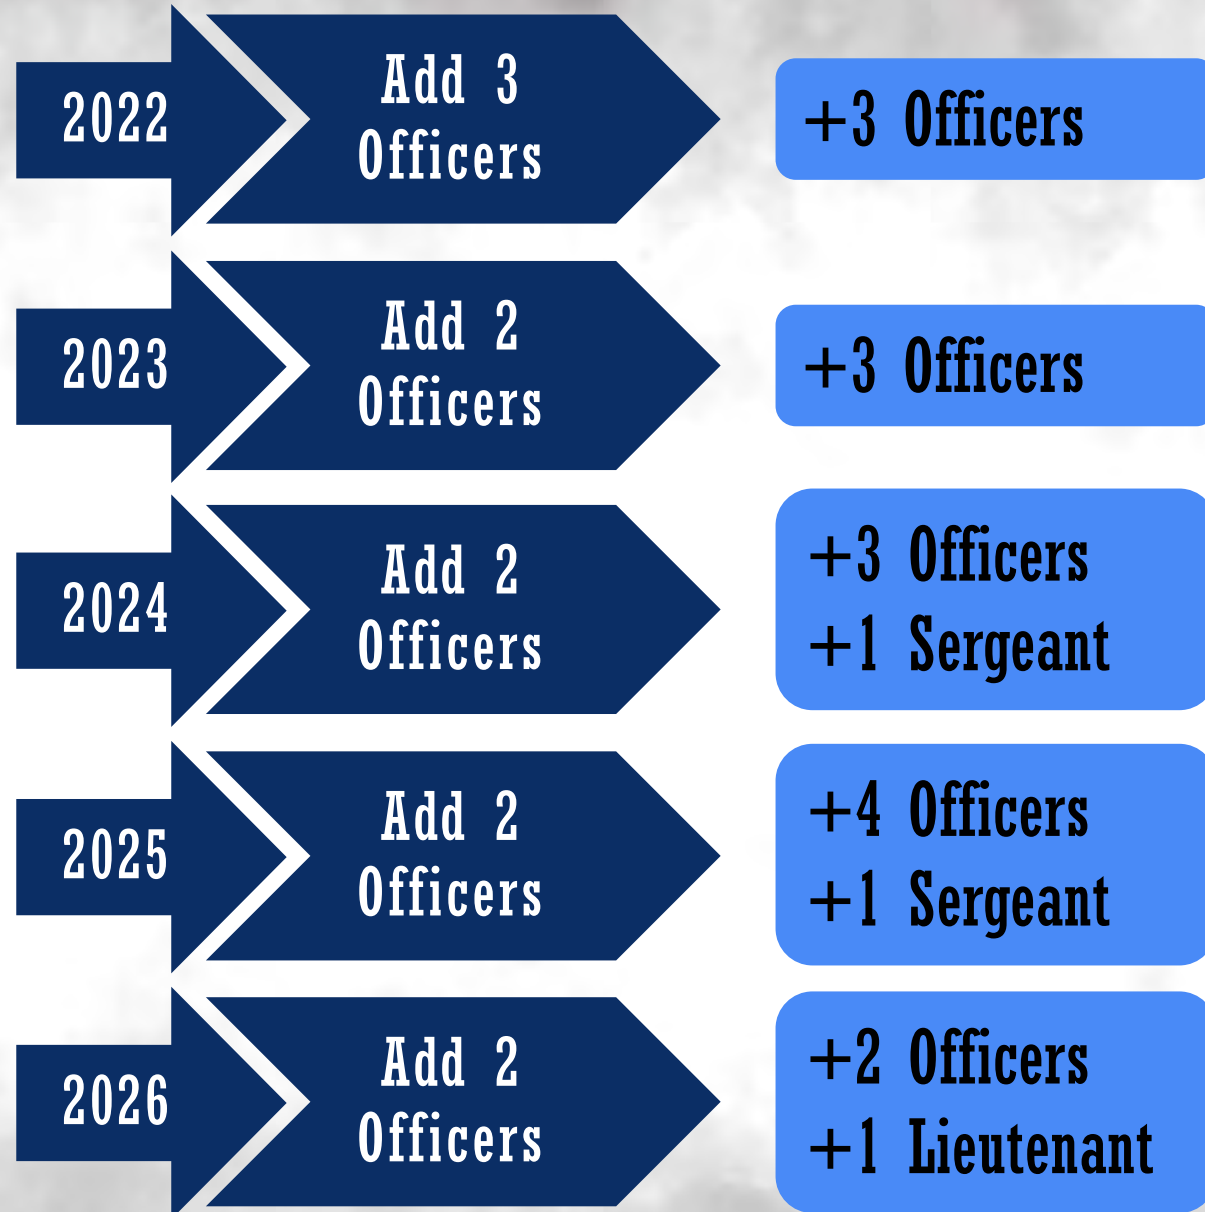 2022
Add 3
Officers
+3 Officers
2023
Add 2
Officers
+3 Officers
2024
Add 2
Officers
+3 Officers
+1 Sergeant
2025
Add 2
Officers
+4 Officers
+1 Sergeant
2026
Add 2
Officers
+2 Officers
+1 Lieutenant